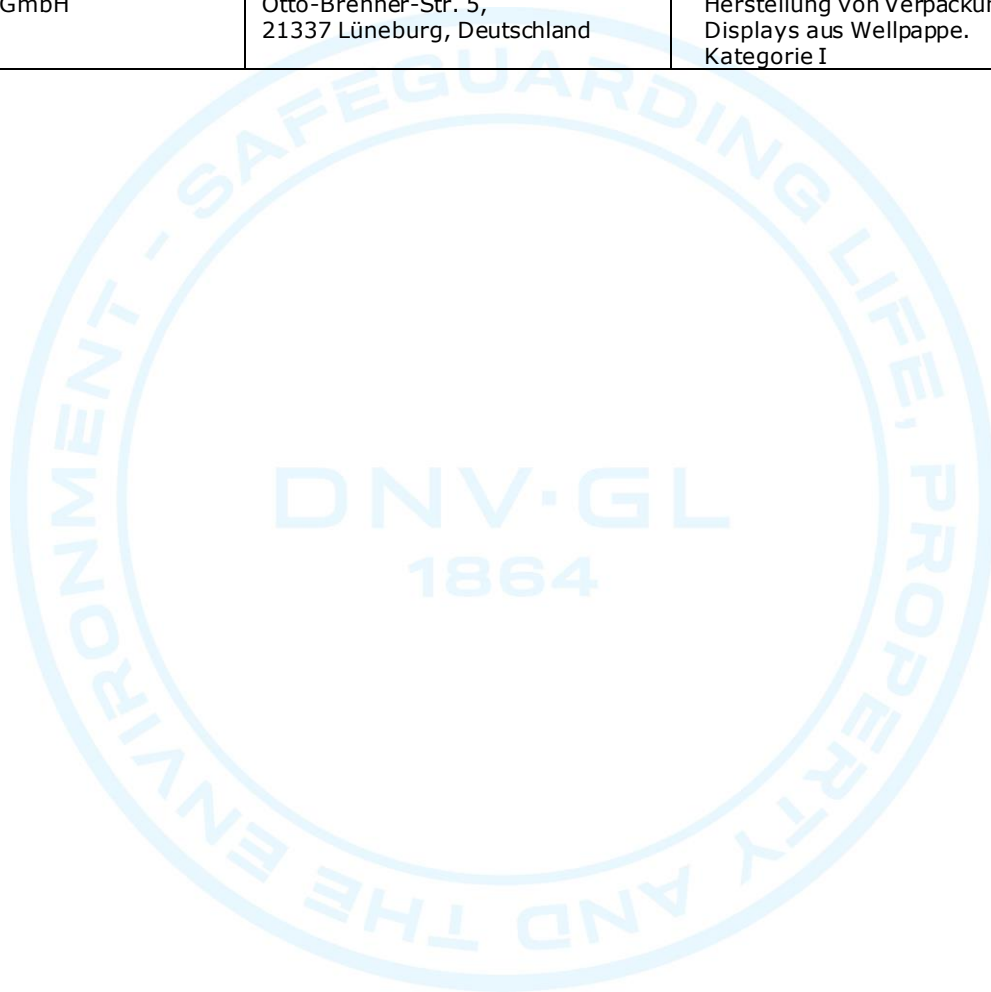 GmbH
Otto-Brenner-Str. 5,
21337 Lüneburg, Deutschland
Herstellung von
Displays aus Wellpappe.
Kategorie I
SAFEGUARDING LIFE, PROPERTY AND THE ENVIRONMENT -
DNV·GL
1864